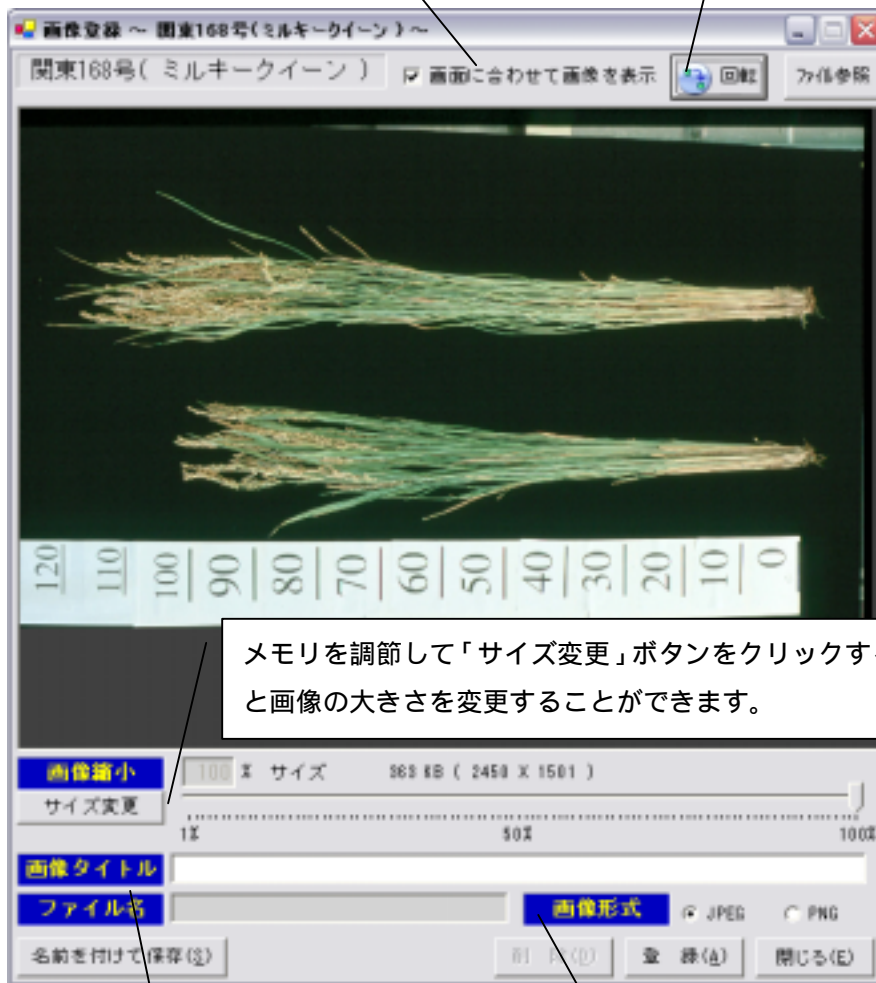 画像登録 ～ 関東168号(ミルキークイーン)～
関東168号( ミルキークイーン )
画面に合わせて画像を表示
回転
ファイル参照
120 110 100 90 80 70 60 50 40 30 20 10 0
メモリを調節して「サイズ変更」ボタンをクリックする
と画像の大きさを変更することができます。
画像縮小 100 % サイズ 363 KB ( 2450 X 1501 )
サイズ変更
1% 50% 100%
画像タイトル
ファイル名 画像形式 JPEG PNG
名前を付けて保存(S) 削 除(D) 登 録(A) 閉じる(E)